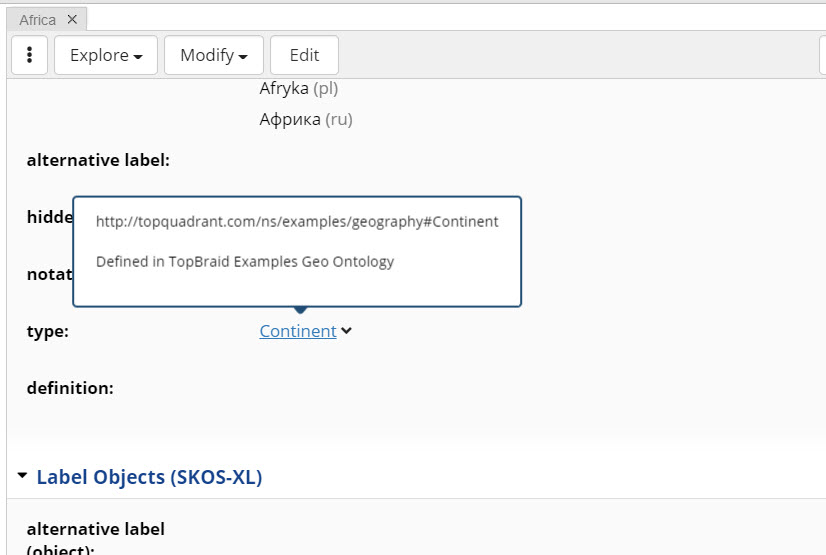 Africa ×
Explore Modify Edit
Afryka (pl)
Африка (ru)
alternative label:
hidde
http://topquadrant.com/ns/examples/geography#Continent
Defined in TopBraid Examples Geo Ontology
notat
type: Continent
definition:
Label Objects (SKOS-XL)
alternative label
(object):